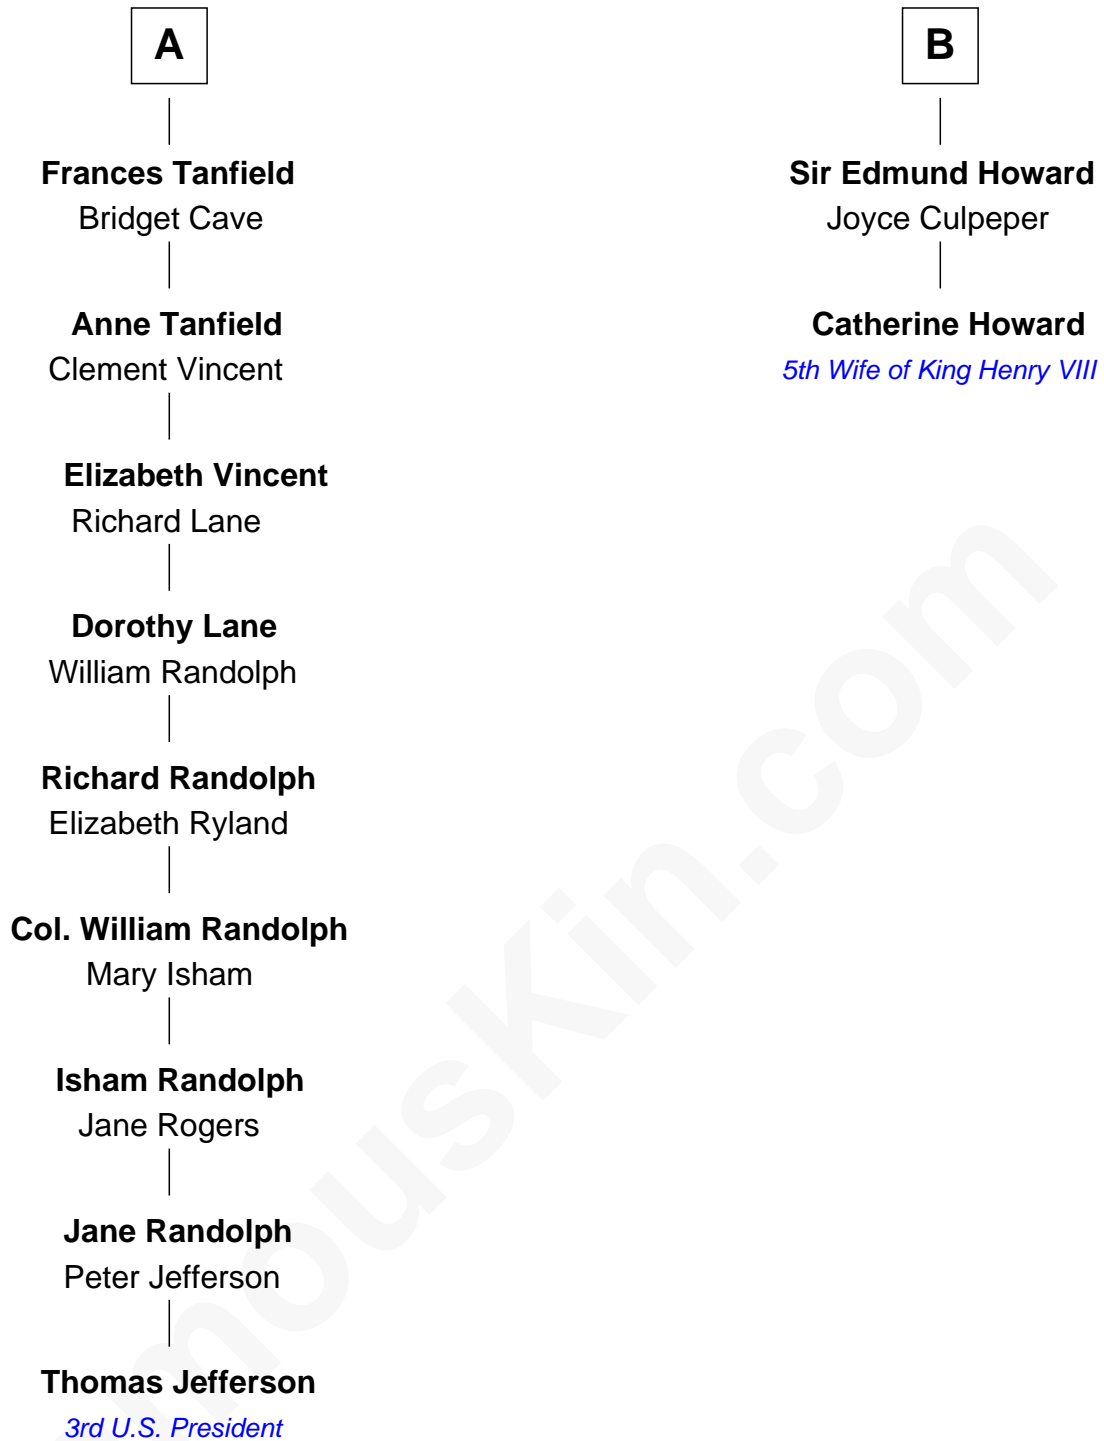 A
Frances Tanfield
Bridget Cave
Anne Tanfield
Clement Vincent
Elizabeth Vincent
Richard Lane
Dorothy Lane
William Randolph
Richard Randolph
Elizabeth Ryland
Col. William Randolph
Mary Isham
Isham Randolph
Jane Rogers
Jane Randolph
Peter Jefferson
Thomas Jefferson
3rd U.S. President
B
Sir Edmund Howard
Joyce Culpeper
Catherine Howard
5th Wife of King Henry VIII
mouskin.com